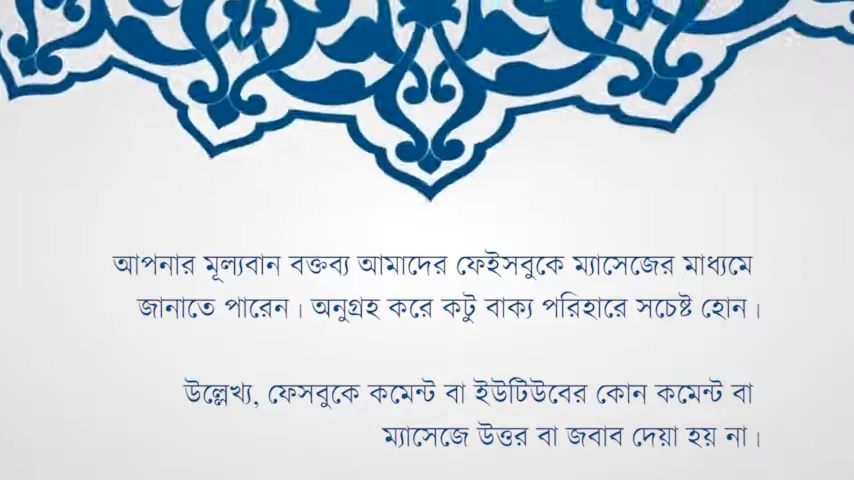 আপনার মূল্যবান বক্তব্য আমাদের ফেইসবুকে ম্যাসেজের মাধ্যমে
জানাতে পারেন। অনুগ্রহ করে কটু বাক্য পরিহারে সচেষ্ট হোন।
উল্লেখ্য, ফেসবুকে কমেন্ট বা ইউটিউবের কোন কমেন্ট বা
ম্যাসেজে উত্তর বা জবাব দেয়া হয় না।